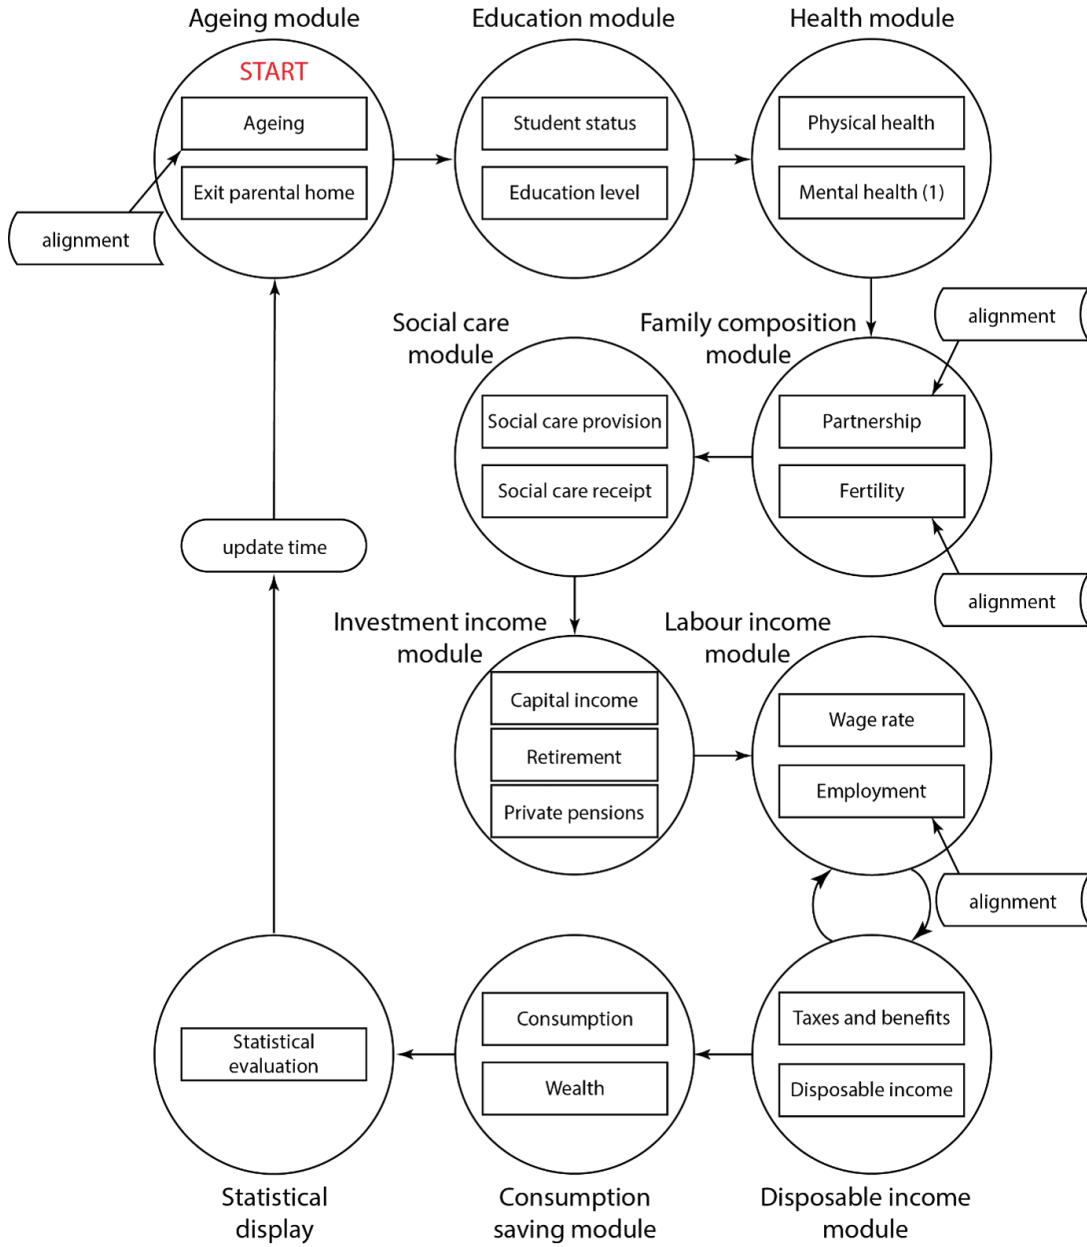 Ageing module
Education module
Health module
START
Ageing
Exit parental home
alignment
Student status
Education level
Physical health
Mental health (1)
Social care
module
Family composition
module
alignment
Social care provision
Social care receipt
Partnership
Fertility
alignment
update time
Investment income
module
Labour income
module
Capital income
Retirement
Private pensions
Wage rate
Employment
alignment
Statistical
evaluation
Consumption
Wealth
Taxes and benefits
Disposable income
Statistical
display
Consumption
saving module
Disposable income
module